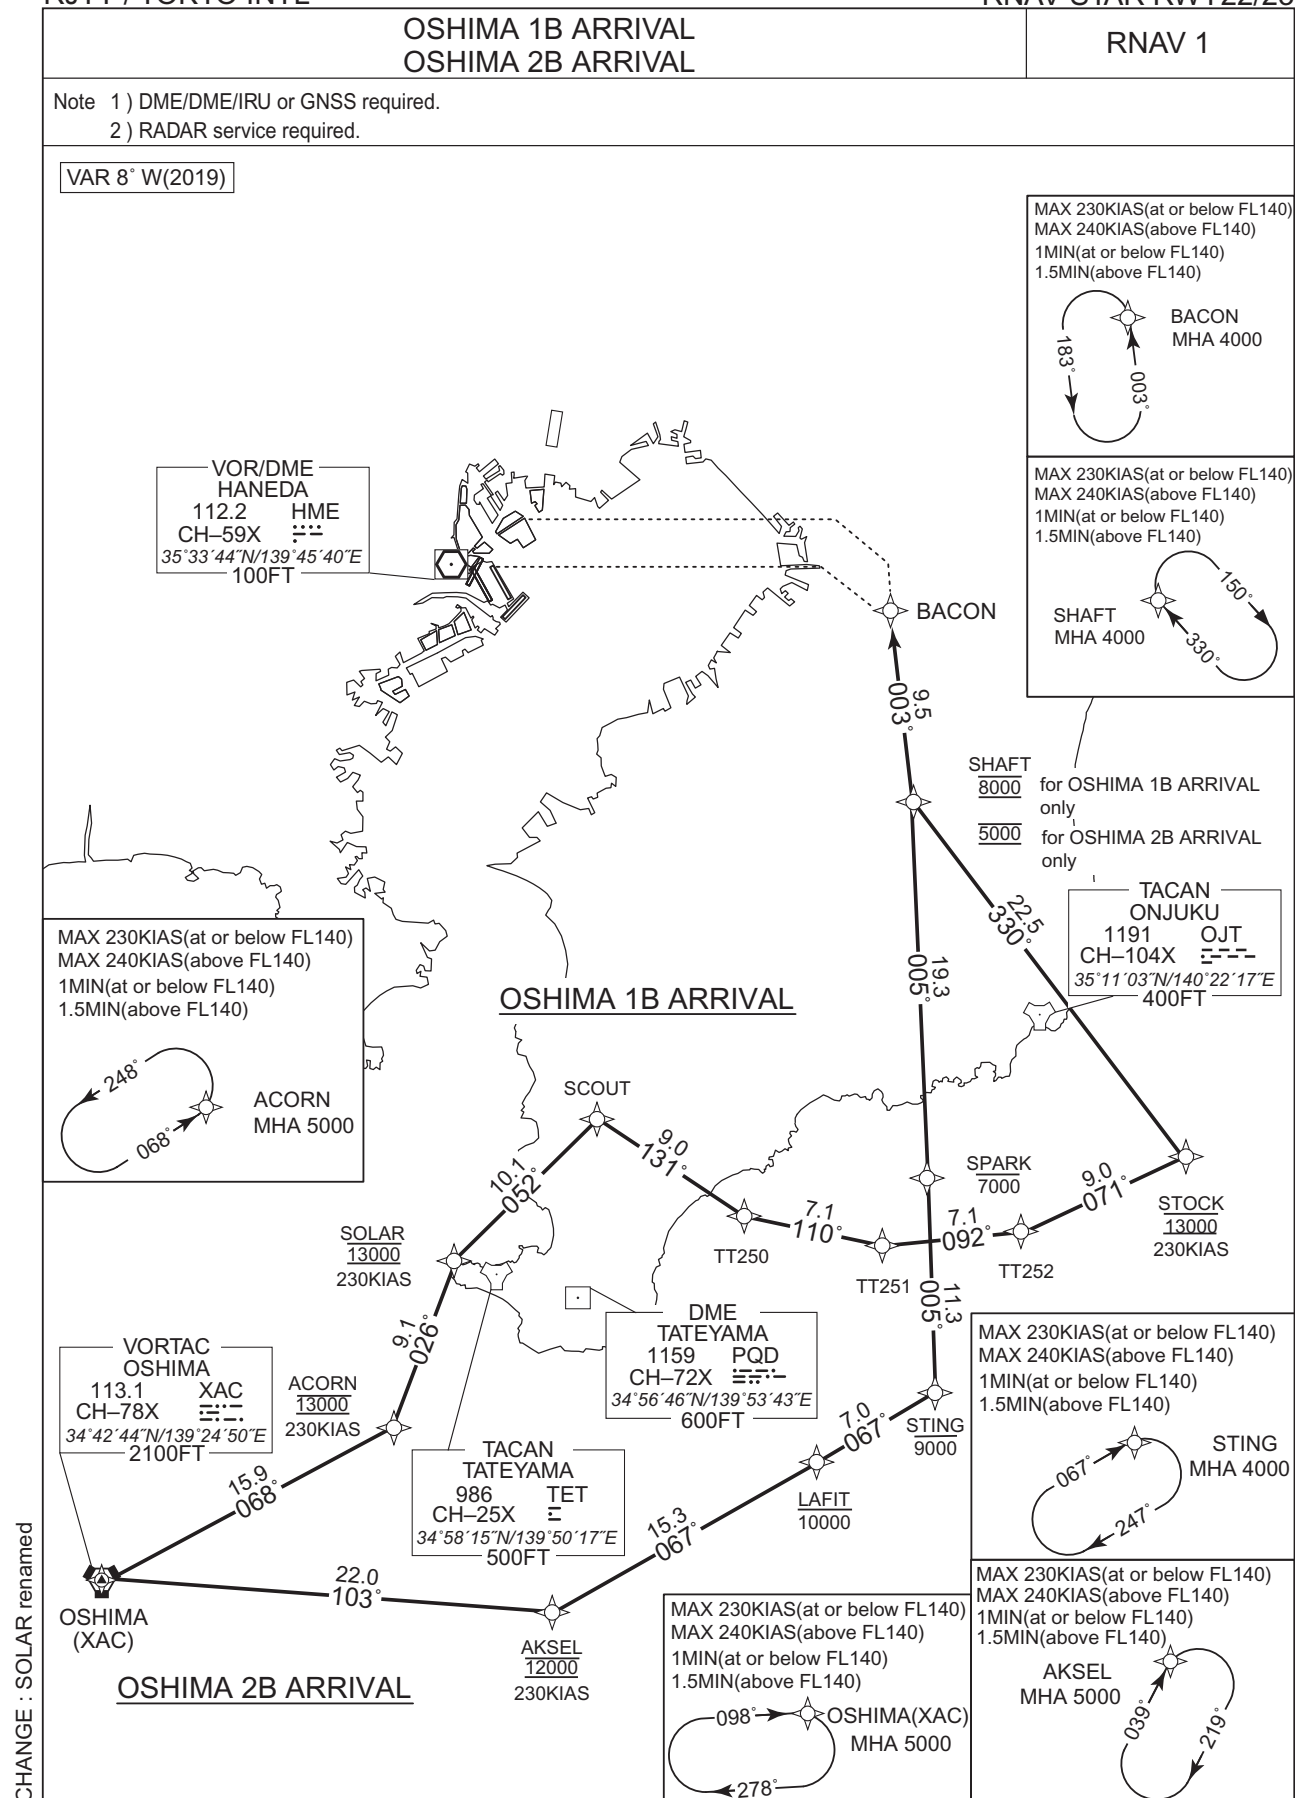 OSHIMA 1B ARRIVAL
OSHIMA 2B ARRIVAL
RNAV 1
Note 1 ) DME/DME/IRU or GNSS required.
2 ) RADAR service required.
VAR 8° W(2019)
MAX 230KIAS(at or below FL140)
MAX 240KIAS(above FL140)
1MIN(at or below FL140)
1.5MIN(above FL140)
BACON
MHA 4000
183°
003°
MAX 230KIAS(at or below FL140)
MAX 240KIAS(above FL140)
1MIN(at or below FL140)
1.5MIN(above FL140)
150°
SHAFT
MHA 4000
330°
VOR/DME
HANEDA
112.2 HME
CH–59X
35°33´44˝N/139°45´40˝E
100FT
BACON
9.5
003°
SHAFT
8000 for OSHIMA 1B ARRIVAL
only
5000 for OSHIMA 2B ARRIVAL
only
TACAN
ONJUKU
1191 OJT
CH–104X
35°11´03˝N/140°22´17˝E
400FT
22.5
330°
19.3
005°
MAX 230KIAS(at or below FL140)
MAX 240KIAS(above FL140)
1MIN(at or below FL140)
1.5MIN(above FL140)
248°
068°
ACORN
MHA 5000
OSHIMA 1B ARRIVAL
SCOUT
10.1
052°
9.0
131°
SPARK
7000
9.0
071°
STOCK
13000
230KIAS
SOLAR
13000
230KIAS
7.1
110°
7.1
092°
TT250
TT251
TT252
11.3
005°
9.1
026°
DME
TATEYAMA
1159 PQD
CH–72X
34°56´46˝N/139°53´43˝E
600FT
VORTAC
OSHIMA
113.1 XAC
CH–78X
34°42´44˝N/139°24´50˝E
2100FT
ACORN
13000
230KIAS
15.9
068°
TACAN
TATEYAMA
986 TET
CH–25X
34°58´15˝N/139°50´17˝E
500FT
7.0
067°
STING
9000
LAFIT
10000
15.3
067°
MAX 230KIAS(at or below FL140)
MAX 240KIAS(above FL140)
1MIN(at or below FL140)
1.5MIN(above FL140)
067°
247°
STING
MHA 4000
22.0
103°
OSHIMA
(XAC)
AKSEL
12000
230KIAS
OSHIMA 2B ARRIVAL
MAX 230KIAS(at or below FL140)
MAX 240KIAS(above FL140)
1MIN(at or below FL140)
1.5MIN(above FL140)
098°
OSHIMA(XAC)
MHA 5000
278°
MAX 230KIAS(at or below FL140)
MAX 240KIAS(above FL140)
1MIN(at or below FL140)
1.5MIN(above FL140)
AKSEL
MHA 5000
039°
219°
CHANGE : SOLAR renamed